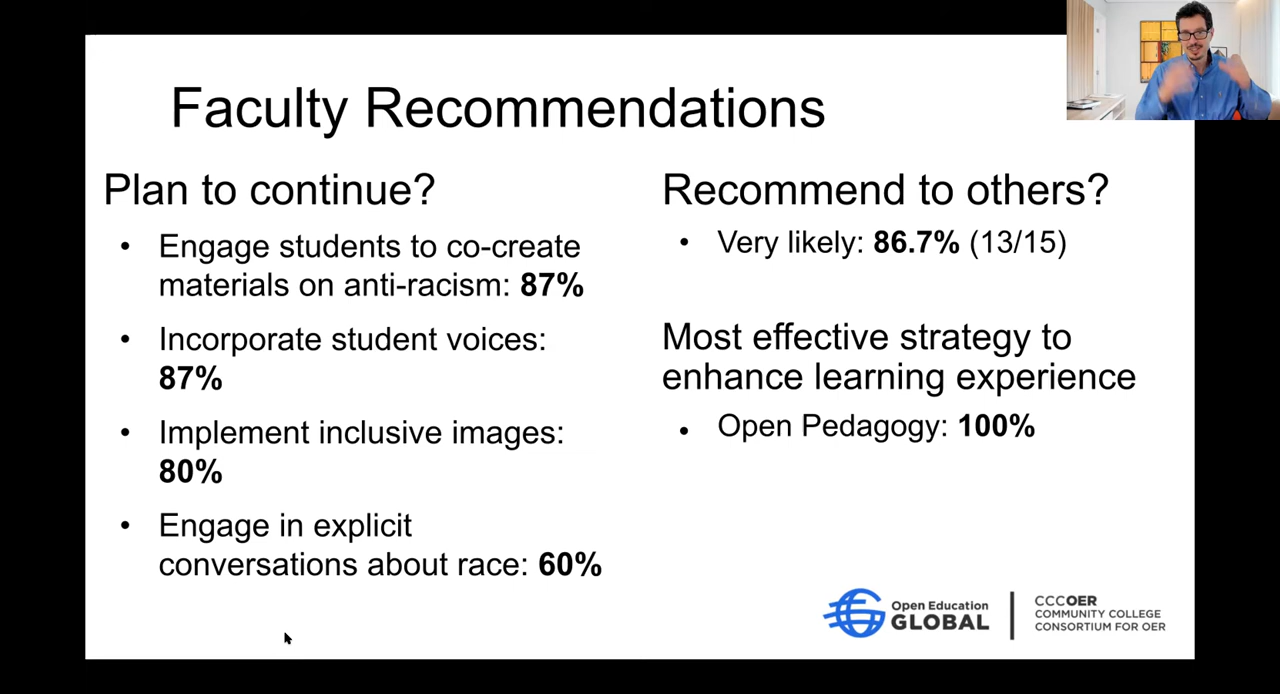 Faculty Recommendations
Plan to continue?
• Engage students to co-create
materials on anti-racism: 87%
• Incorporate student voices:
87%
• Implement inclusive images:
80%
• Engage in explicit
conversations about race: 60%
Recommend to others?
• Very likely: 86.7% (13/15)
Most effective strategy to
enhance learning experience
• Open Pedagogy: 100%
Open Education
GLOBAL
CCCOER
COMMUNITY COLLEGE
CONSORTIUM FOR OER